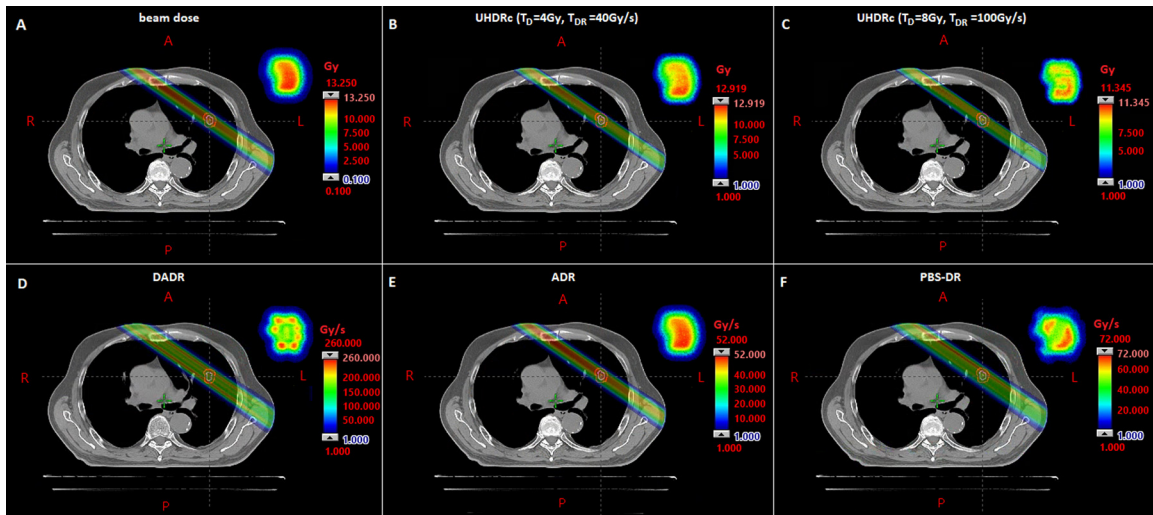 A
beam dose
A
R
L
P
Gy
13.250
13.250
10.000
7.500
5.000
2.500
0.100
0.100
B
UHDRc (T_D=4Gy, T_DR =40Gy/s)
A
R
L
P
Gy
12.919
12.919
10.000
7.500
5.000
1.000
1.000
C
UHDRc (T_D=8Gy, T_DR =100Gy/s)
A
R
L
P
Gy
11.345
11.345
7.500
5.000
1.000
1.000
D
DADR
A
R
L
P
Gy/s
260.000
260.000
200.000
150.000
100.000
50.000
1.000
1.000
E
ADR
A
R
L
P
Gy/s
52.000
52.000
40.000
30.000
20.000
10.000
1.000
1.000
F
PBS-DR
A
R
L
P
Gy/s
72.000
72.000
60.000
40.000
20.000
1.000
1.000